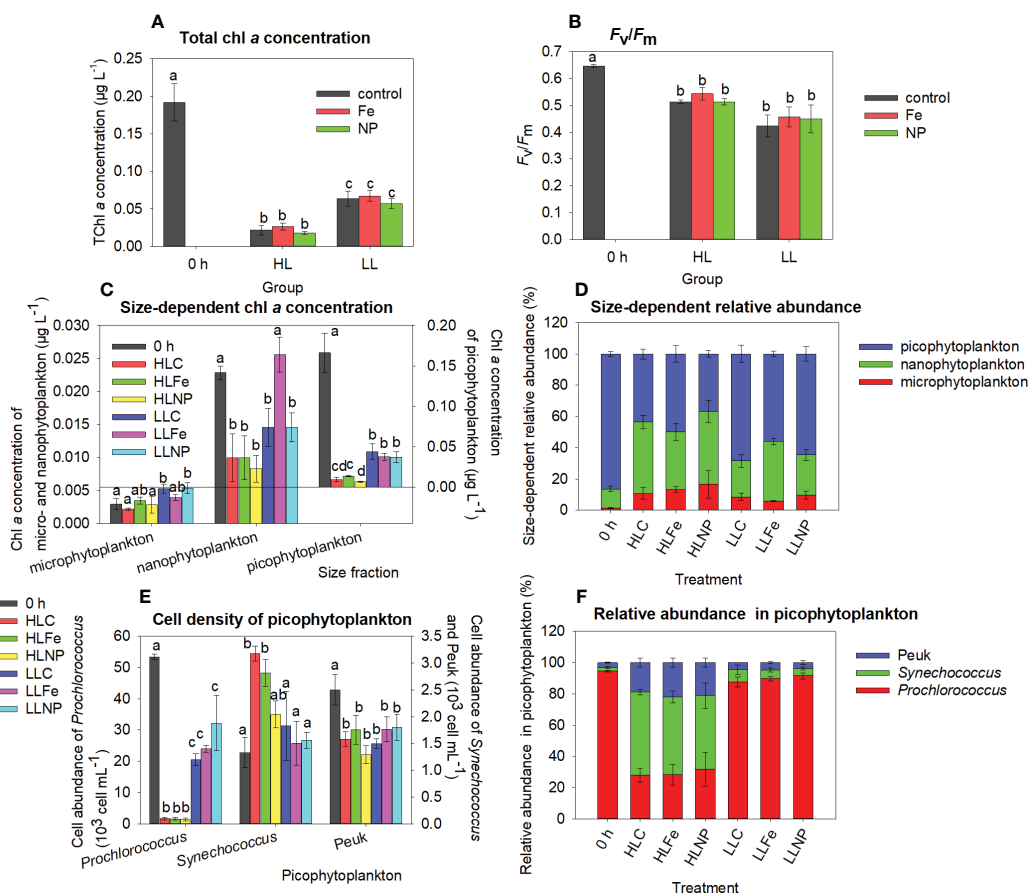 A
Total chl a concentration
TChl a concentration (µg L⁻¹)
0.25
0.20
0.15
0.10
0.05
0.00
a
b b b
c c c
control
Fe
NP
0 h HL LL
Group
B
Fv/Fm
Fv/Fm
0.7
0.6
0.5
0.4
0.3
0.2
0.1
0.0
a
b b b
b b b
control
Fe
NP
0 h HL LL
Group
C
Size-dependent chl a concentration
Chl a concentration of
micro- and nanophytoplankton (µg L⁻¹)
0.030
0.025
0.020
0.015
0.010
0.005
0.000
0 h
HLC
HLFe
HLNP
LLC
LLFe
LLNP
a a ab a b ab b
a b b b b a b
a cd c d b b b
0.20
0.15
0.10
0.05
0.00
Chl a concentration
of picophytoplankton (µg L⁻¹)
microphytoplankton
nanophytoplankton
picophytoplankton
Size fraction
D
Size-dependent relative abundance
Size-dependent relative abundance (%)
120
100
80
60
40
20
0
picophytoplankton
nanophytoplankton
microphytoplankton
0 h HLC HLFe HLNP LLC LLFe LLNP
Treatment
0 h
HLC
HLFe
HLNP
LLC
LLFe
LLNP
E
Cell density of picophytoplankton
Cell abundance of Prochlorococcus
(10³ cell mL⁻¹)
60
50
40
30
20
10
0
a b b b c c c
a b b ab a a a
a b b b b b b
3.5
3.0
2.5
2.0
1.5
1.0
0.5
0.0
Cell abundance of Synechococcus
and Peuk (10³ cell mL⁻¹)
Prochlorococcus
Synechococcus
Peuk
Picophytoplankton
F
Relative abundance in picophytoplankton
Relative abundance in picophytoplankton (%)
120
100
80
60
40
20
0
Peuk
Synechococcus
Prochlorococcus
0 h HLC HLFe HLNP LLC LLFe LLNP
Treatment